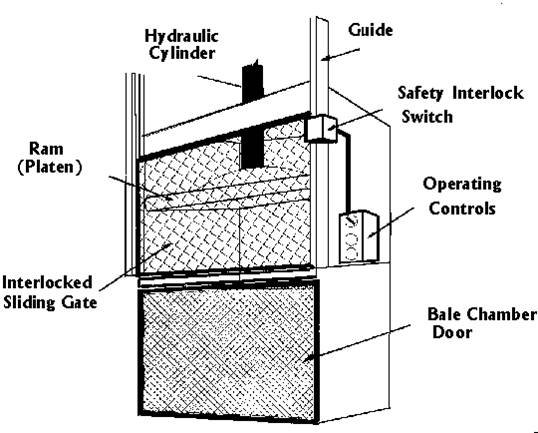 Hydraulic
Cylinder
Guide
Safety Interlock
Switch
Ram
(Platen)
Operating
Controls
Interlocked
Sliding Gate
Bale Chamber
Door